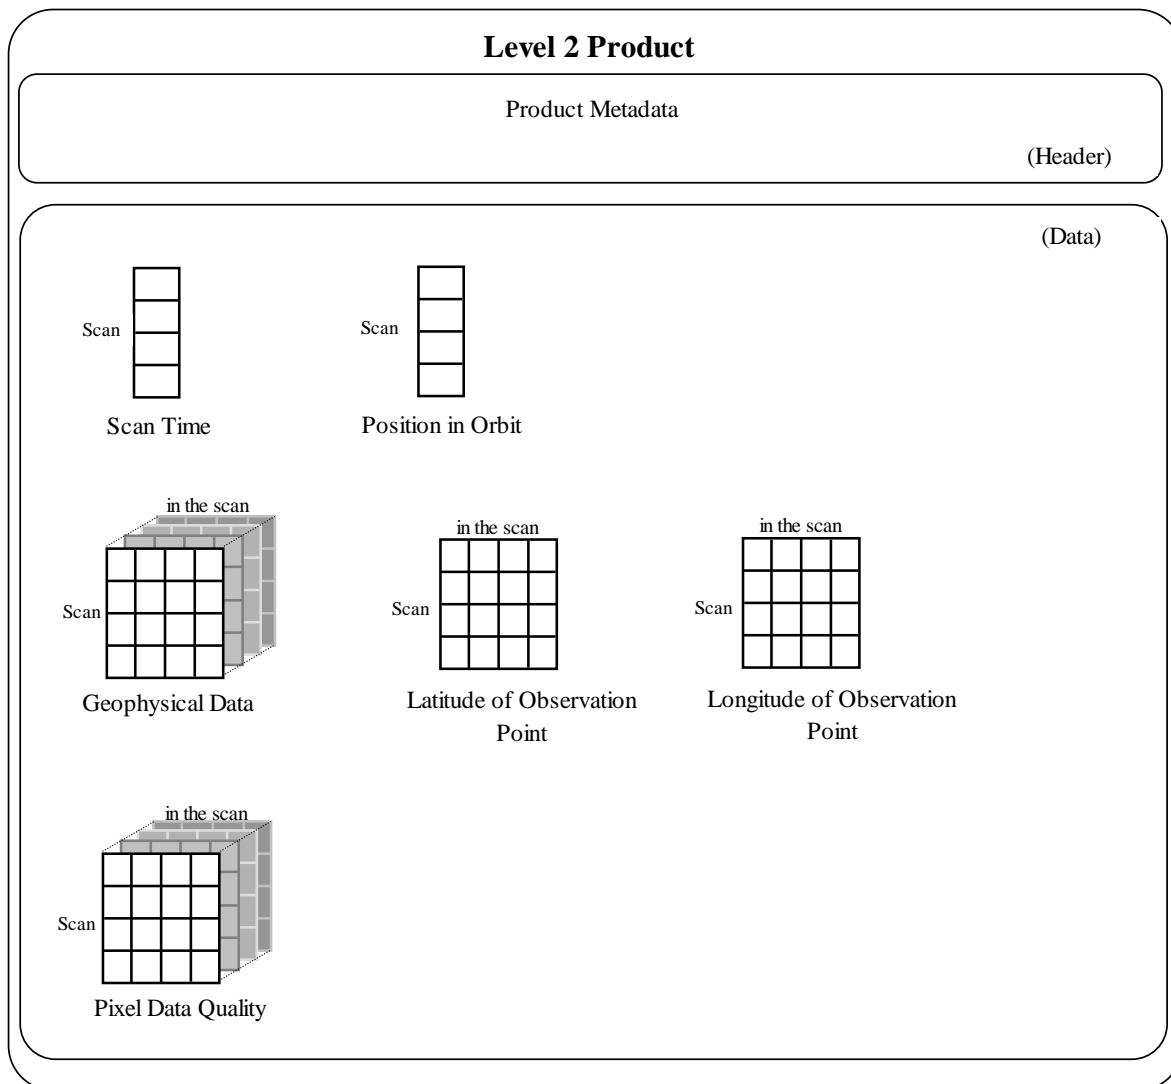 Level 2 Product
Product Metadata
(Header)
(Data)
Scan
Scan
Scan Time
Position in Orbit
in the scan
in the scan
in the scan
Scan
Scan
Scan
Geophysical Data
Latitude of Observation
Point
Longitude of Observation
Point
in the scan
Scan
Pixel Data Quality